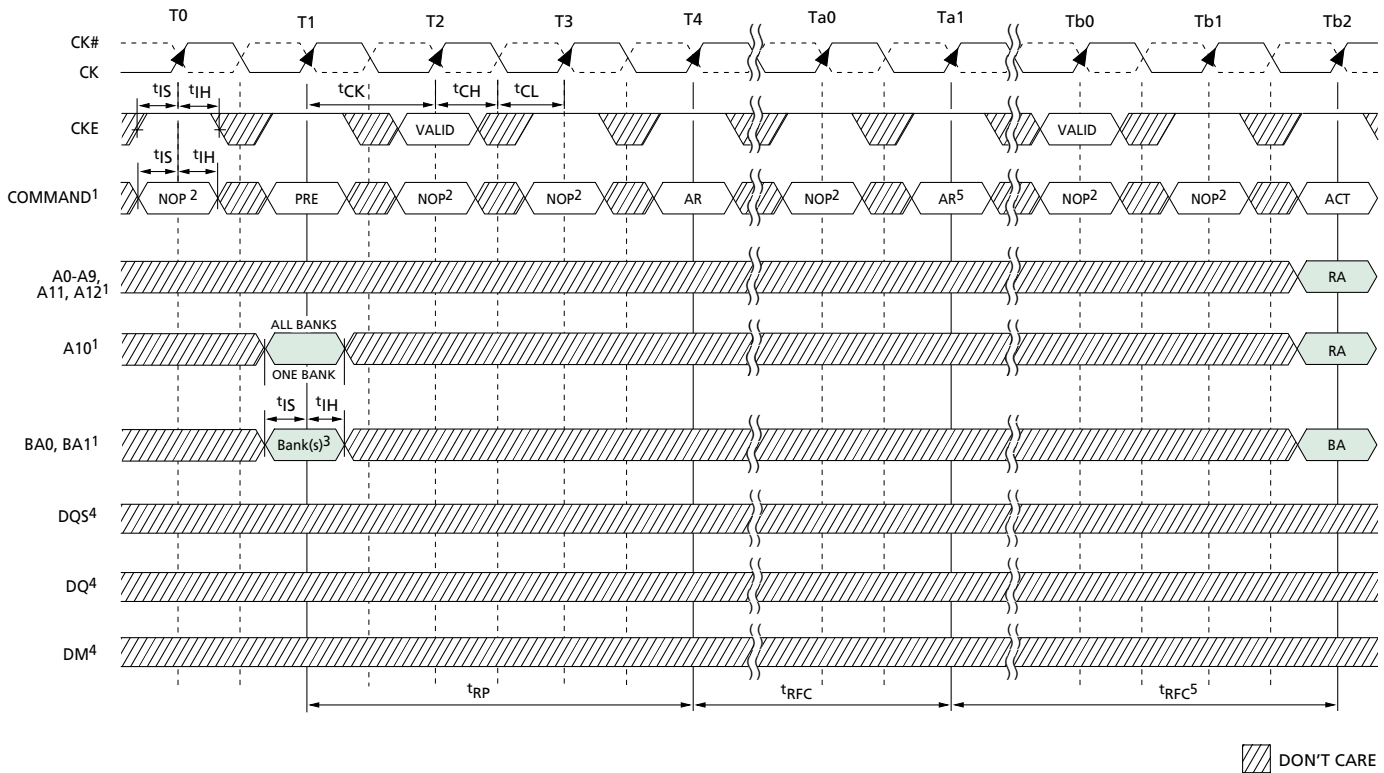 T0 T1 T2 T3 T4 Ta0 Ta1 Tb0 Tb1 Tb2
CK#
CK
tIS tIH tCK tCH tCL
CKE VALID VALID
tIS tIH
COMMAND1 NOP 2 PRE NOP2 NOP2 AR NOP2 AR5 NOP2 NOP2 ACT
A0-A9,
A11, A121 RA
ALL BANKS
A101 RA
ONE BANK
tIS tIH
BA0, BA11 Bank(s)3 BA
DQS4
DQ4
DM4
tRP tRFC tRFC5
DON'T CARE